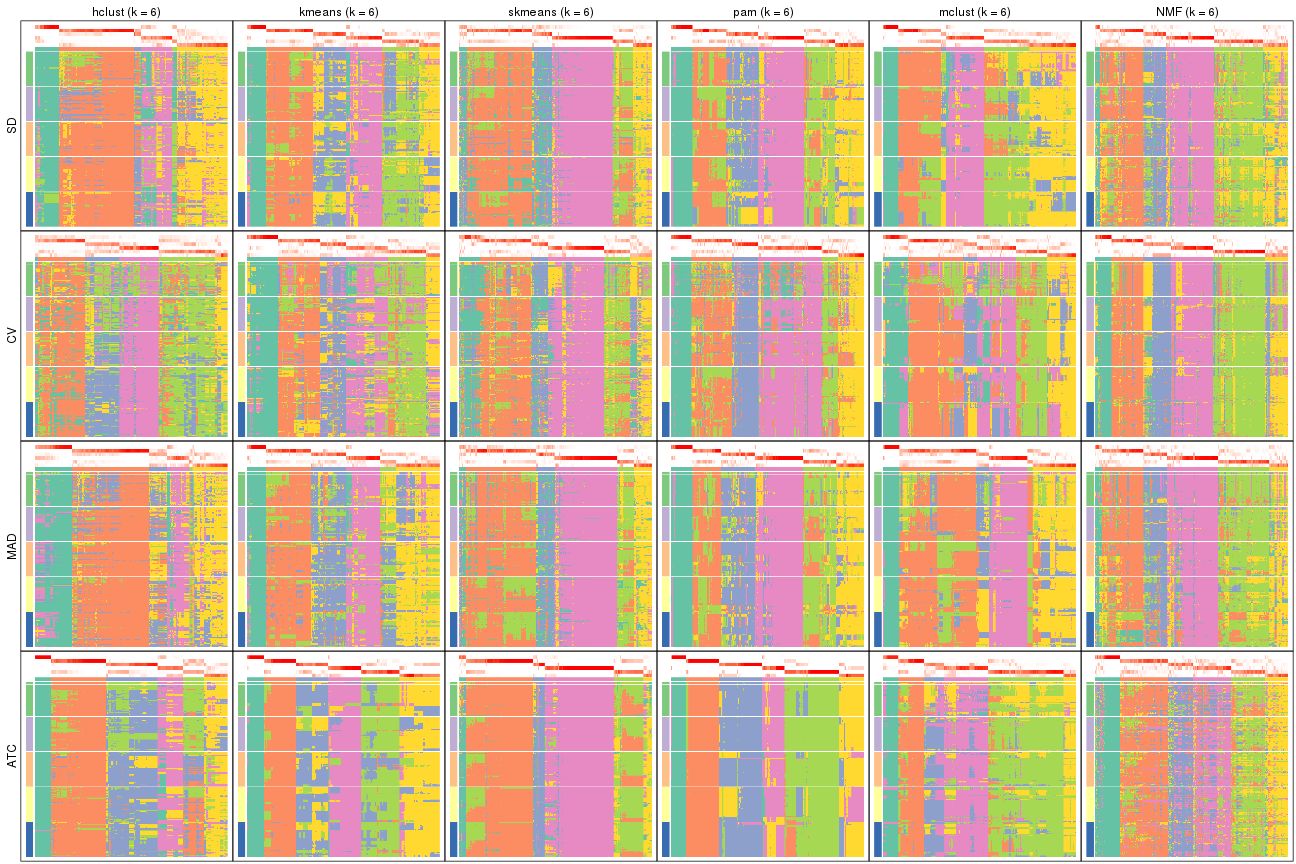 hclust (k = 6)
kmeans (k = 6)
skmeans (k = 6)
pam (k = 6)
mclust (k = 6)
NMF (k = 6)
SD
CV
MAD
ATC